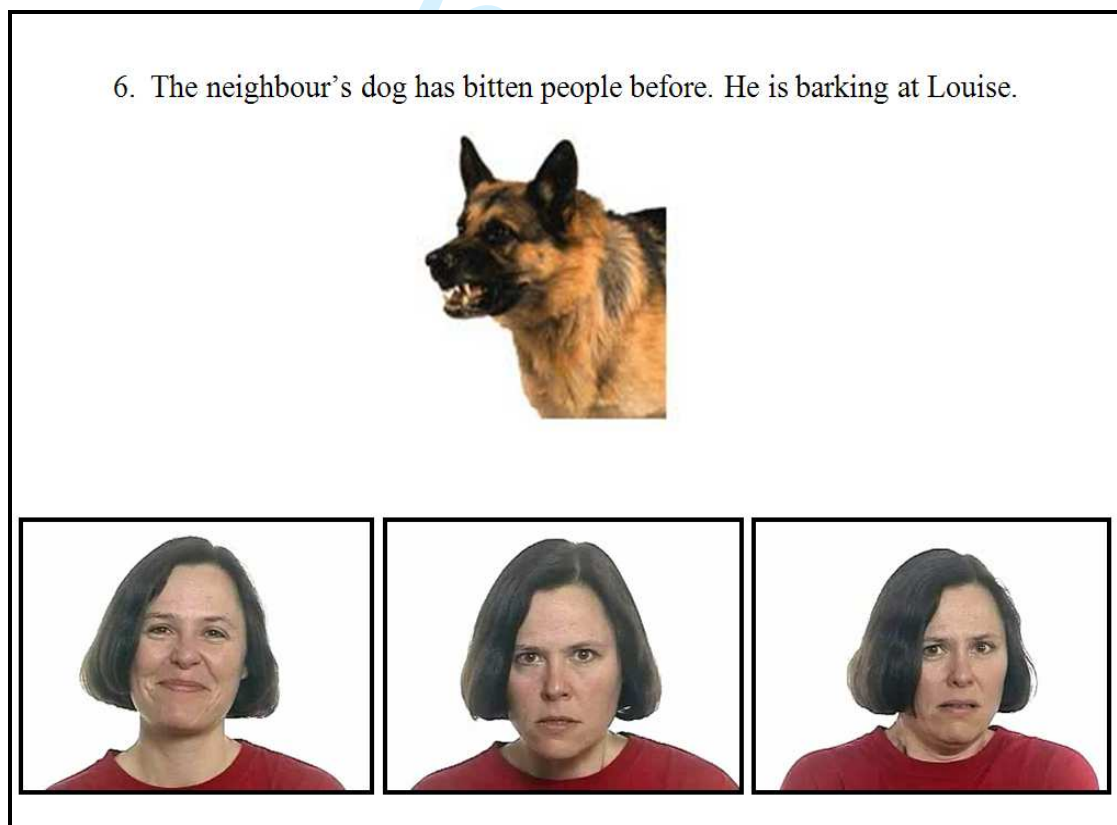 6. The neighbour’s dog has bitten people before. He is barking at Louise.